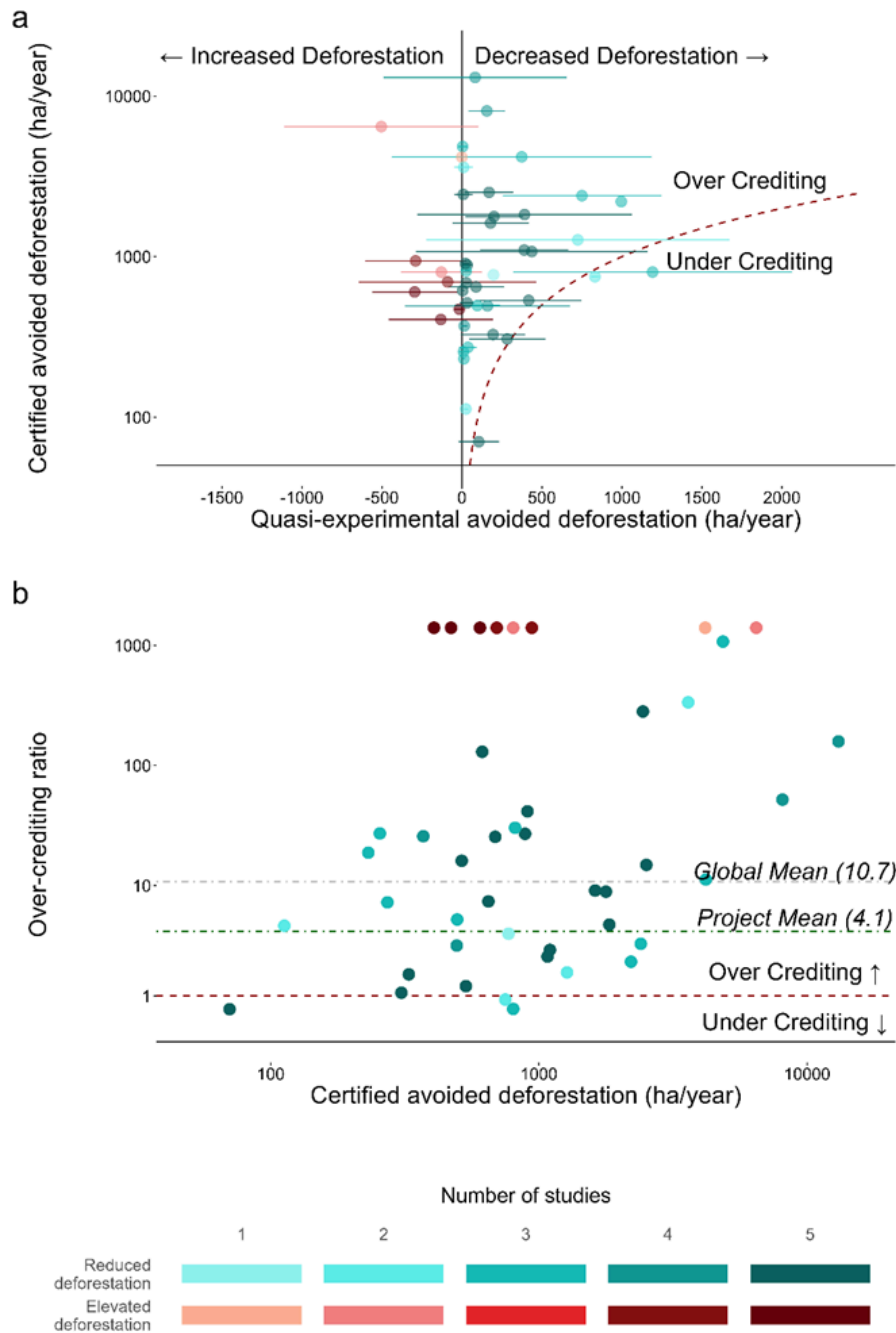 a
← Increased Deforestation
Decreased Deforestation →
Certified avoided deforestation (ha/year)
10000
1000
100
Over Crediting
Under Crediting
-1500
-1000
-500
0
500
1000
1500
2000
Quasi-experimental avoided deforestation (ha/year)
b
Over-crediting ratio
1000
100
10
1
Global Mean (10.7)
Project Mean (4.1)
Over Crediting ↑
Under Crediting ↓
100
1000
10000
Certified avoided deforestation (ha/year)
Number of studies
1
2
3
4
5
Reduced
deforestation
Elevated
deforestation